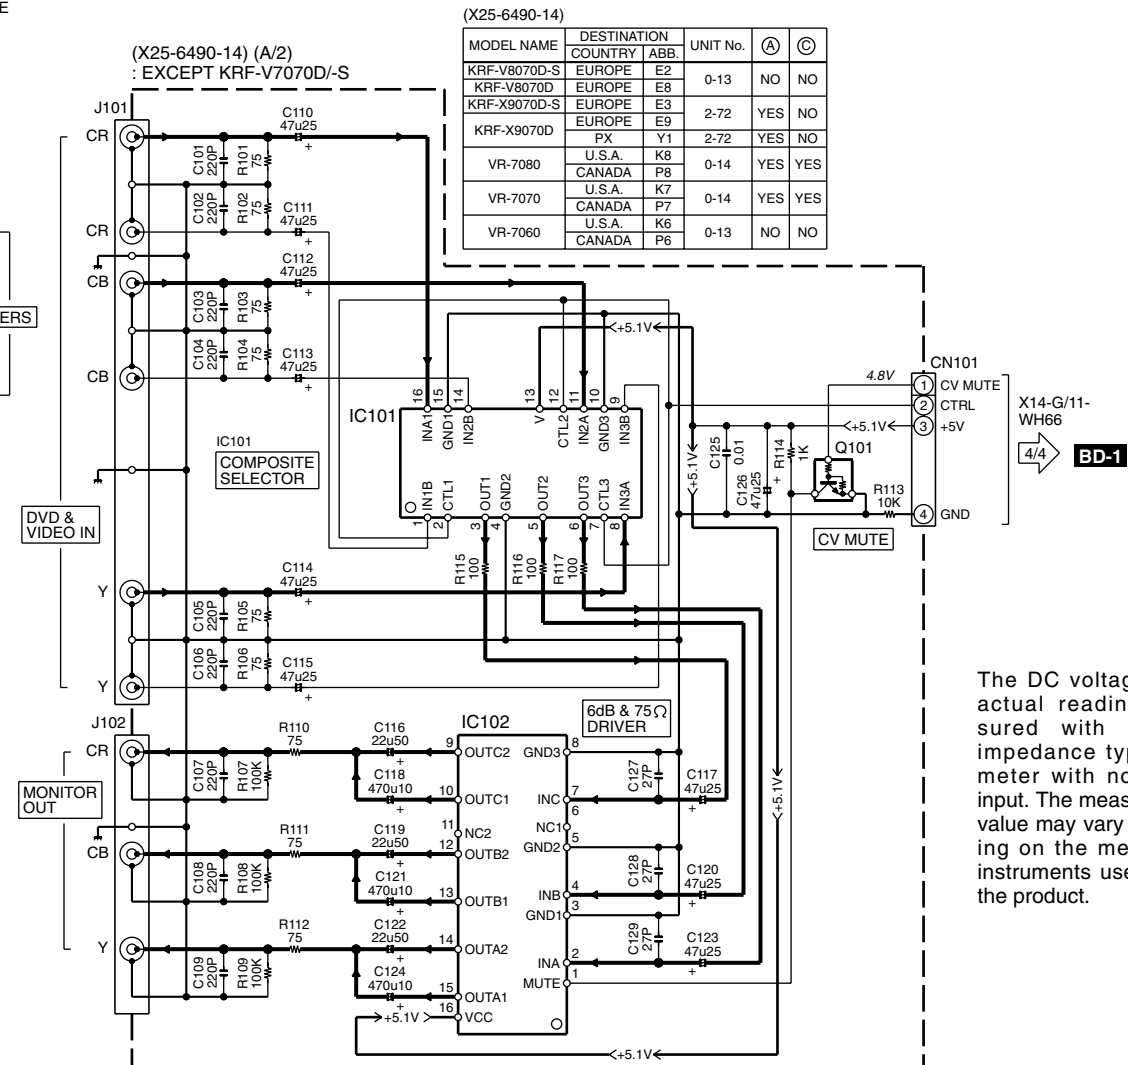 E
(X25-6490-14) (A/2)
: EXCEPT KRF-V7070D/-S
(X25-6490-14)
MODEL NAME DESTINATION UNIT No. A C
COUNTRY ABB.
KRF-V8070D-S EUROPE E2 0-13 NO NO
KRF-V8070D EUROPE E8
KRF-X9070D-S EUROPE E3 2-72 YES NO
KRF-X9070D EUROPE E9
PX Y1 2-72 YES NO
VR-7080 U.S.A. K8 0-14 YES YES
CANADA P8
VR-7070 U.S.A. K7 0-14 YES YES
CANADA P7
VR-7060 U.S.A. K6 0-13 NO NO
CANADA P6
J101
CR
C101
220P
R101
75
C110
47u25
+
C102
220P
R102
75
C111
47u25
+
CR
CB
C103
220P
R103
75
C112
47u25
+
C104
220P
R104
75
C113
47u25
+
CB
ERS
DVD &
VIDEO IN
IC101
COMPOSITE
SELECTOR
IC101
16 15 14 13 12 11 10 9
INA1 GND1 IN2B V CTL2 IN2A GND3 IN3B
IN1B CTL1 OUT1 GND2 OUT2 OUT3 CTL3 IN3A
1 2 3 4 5 6 7 8
R115
100
R116
100
R117
100
+5.1V
+5.1V
C125
0.01
C126
47u25
+
R114
1K
+5.1V
4.8V
Q101
R113
10K
CV MUTE
CN101
1 CV MUTE
2 CTRL
3 +5V
4 GND
X14-G/11-
WH66
4/4
BD-1
Y
C105
220P
R105
75
C114
47u25
+
C106
220P
R106
75
C115
47u25
+
Y
J102
MONITOR
OUT
CR
C107
220P
R107
100K
R110
75
C116
22u50
+
C118
470u10
+
CB
C108
220P
R108
100K
R111
75
C119
22u50
+
C121
470u10
+
Y
C109
220P
R109
100K
R112
75
C122
22u50
+
C124
470u10
+
+5.1V
IC102
6dB & 75Ω
DRIVER
9 OUTC2 GND3 8
10 OUTC1 INC 7
11 NC2 NC1 6
12 OUTB2 GND2 5
13 OUTB1 INB 4
GND1 3
14 OUTA2 INA 2
15 OUTA1 MUTE 1
16 VCC
C127
27P
C117
47u25
+
C128
27P
C120
47u25
+
C129
27P
C123
47u25
+
+5.1V
+5.1V
The DC voltag
actual readin
sured with
impedance typ
meter with no
input. The meas
value may vary
ing on the me
instruments use
the product.